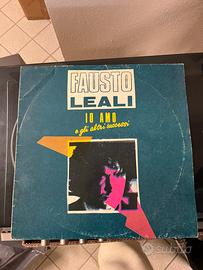 FAUSTO
LEALI
IO AMO
e gli altri successi
subito